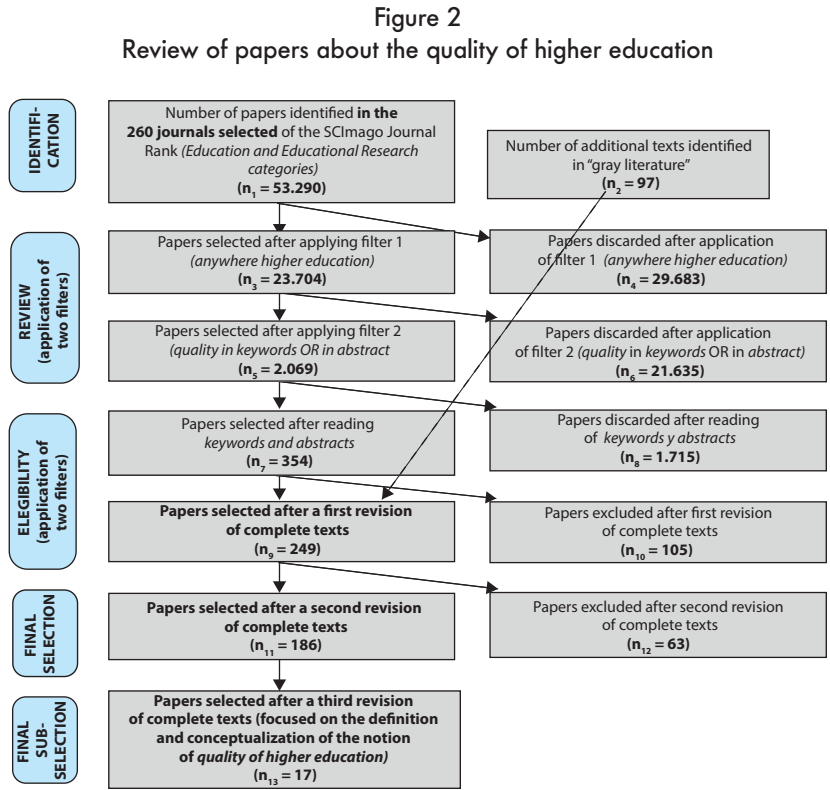 Figure 2
Review of papers about the quality of higher education
IDENTIFI-
CATION
Number of papers identified in the
260 journals selected of the SCImago Journal
Rank (Education and Educational Research
categories)
(n1 = 53.290)
Number of additional texts identified
in “gray literature”
(n2 = 97)
REVIEW
(application of
two filters)
Papers selected after applying filter 1
(anywhere higher education)
(n3 = 23.704)
Papers discarded after application
of filter 1 (anywhere higher education)
(n4 = 29.683)
Papers selected after applying filter 2
(quality in keywords OR in abstract
(n5 = 2.069)
Papers discarded after application
of filter 2 (quality in keywords OR in abstract)
(n6 = 21.635)
ELEGIBILITY
(application of
two filters)
Papers selected after reading
keywords and abstracts
(n7 = 354)
Papers discarded after reading
of keywords y abstracts
(n8 = 1.715)
Papers selected after a first revision
of complete texts
(n9 = 249)
Papers excluded after first revision
of complete texts
(n10 = 105)
FINAL
SELECTION
Papers selected after a second revision
of complete texts
(n11 = 186)
Papers excluded after second revision
of complete texts
(n12 = 63)
FINAL
SUB-
SELECTION
Papers selected after a third revision
of complete texts (focused on the definition
and conceptualization of the notion
of quality of higher education)
(n13 = 17)